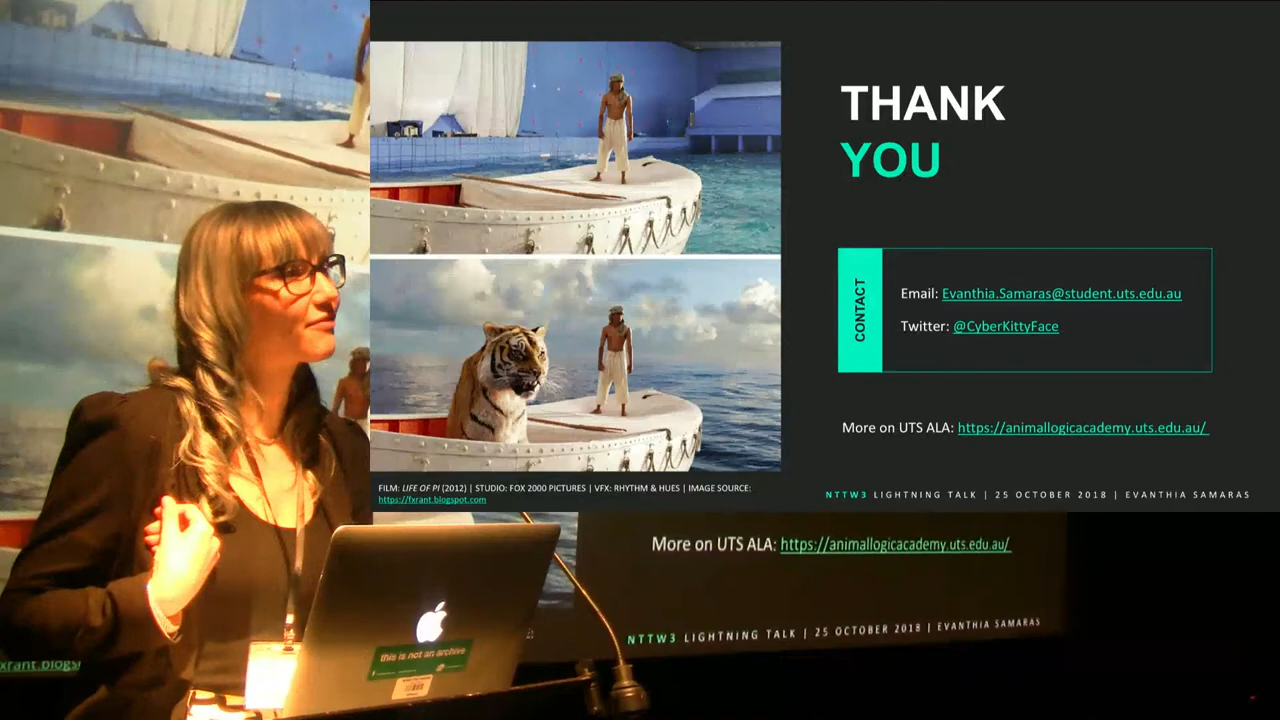 THANK
YOU
CONTACT
Email: Evanthia.Samaras@student.uts.edu.au
Twitter: @CyberKittyFace
More on UTS ALA: https://animallogicacademy.uts.edu.au/
FILM: LIFE OF PI (2012) | STUDIO: FOX 2000 PICTURES | VFX: RHYTHM & HUES | IMAGE SOURCE:
https://fxrant.blogspot.com
NTTW3 LIGHTNING TALK | 25 OCTOBER 2018 | EVANTHIA SAMARAS
More on UTS ALA: https://animallogicacademy.uts.edu.au/
NTTW3 LIGHTNING TALK | 25 OCTOBER 2018 | EVANTHIA SAMARAS
this is not an archive
xrant.blogs